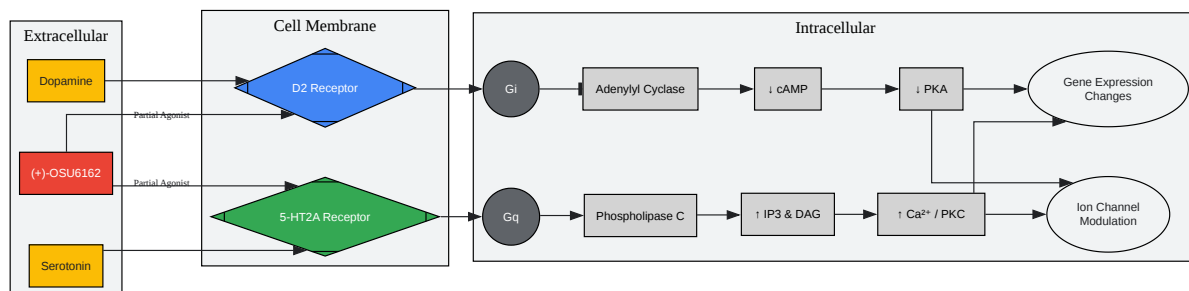 Extracellular
Cell Membrane
Intracellular
Dopamine
D2 Receptor
Gi
Adenylyl Cyclase
↓ cAMP
↓ PKA
Gene Expression
Changes
Partial Agonist
(+)-OSU6162
Partial Agonist
5-HT2A Receptor
Gq
Phospholipase C
↑ IP3 & DAG
↑ Ca²⁺ / PKC
Ion Channel
Modulation
Serotonin